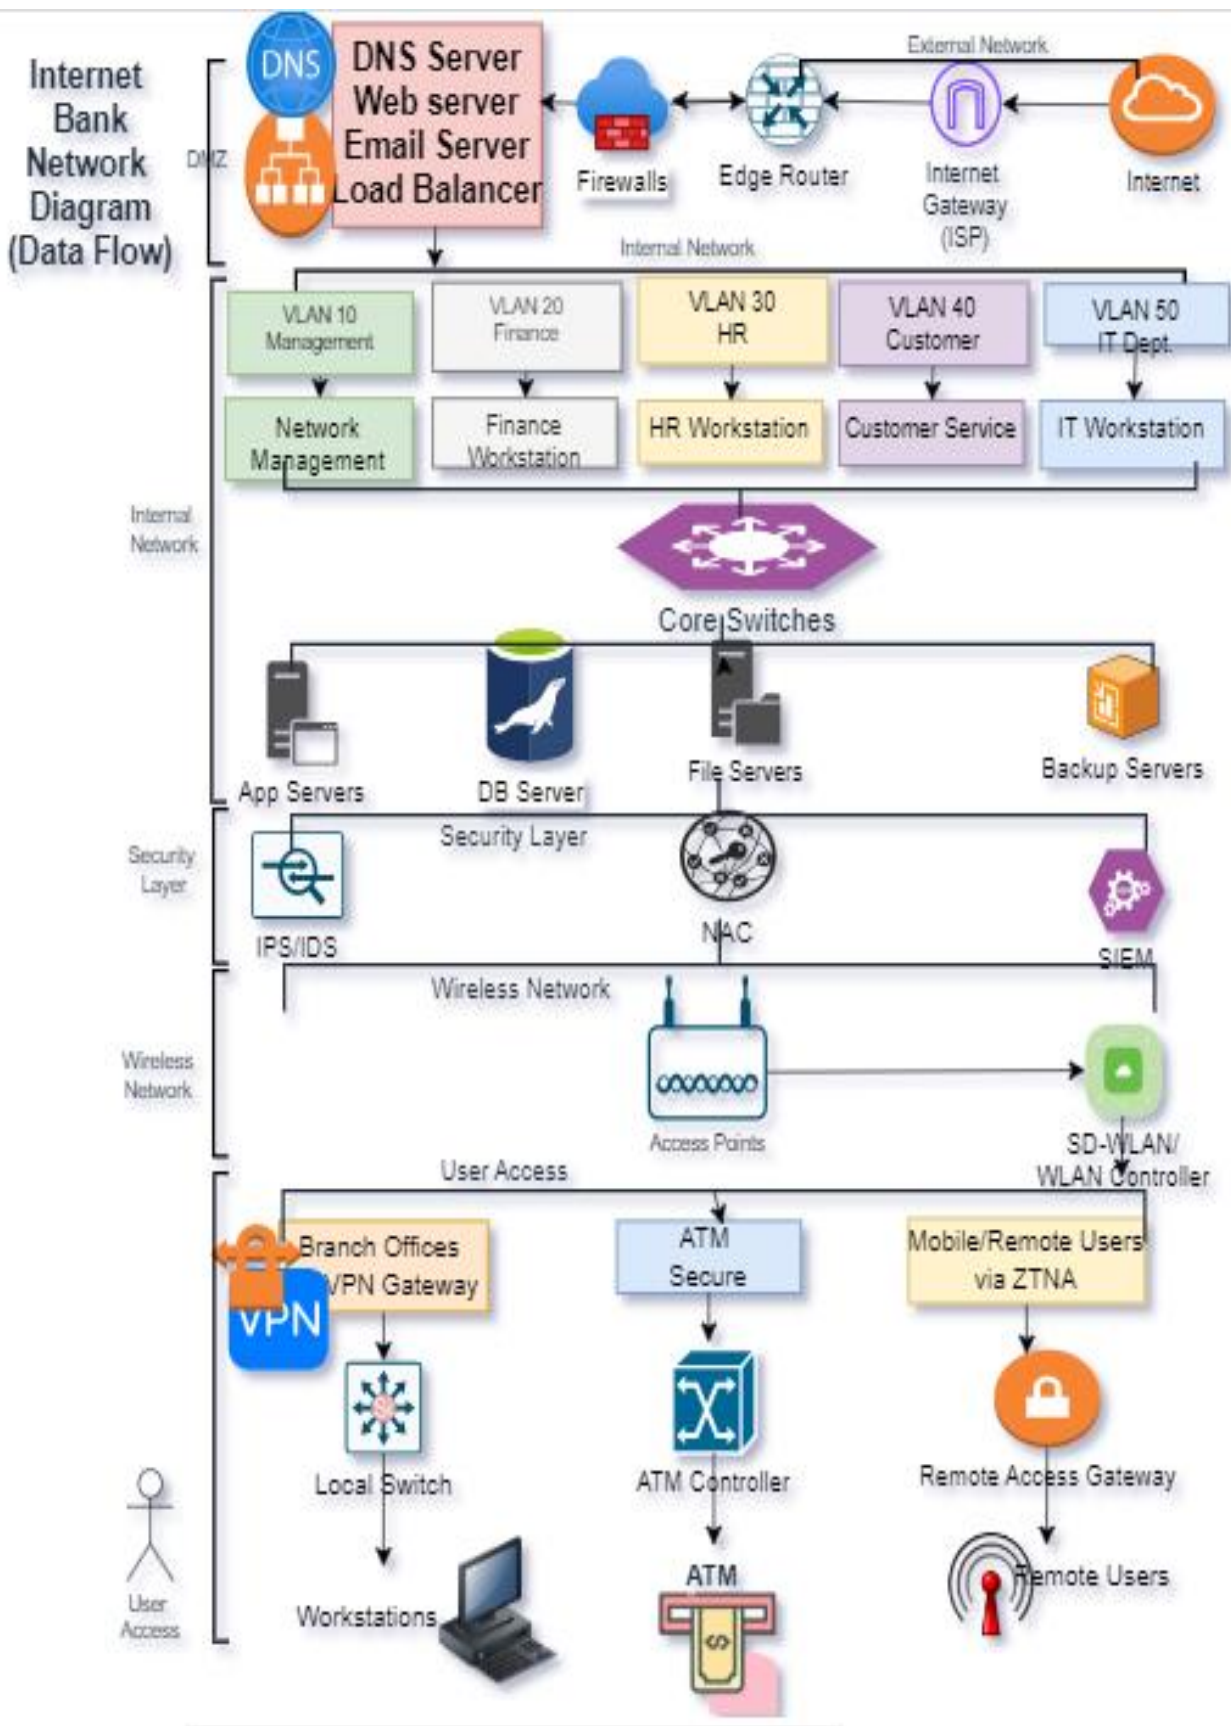 Internet
Bank
Network
Diagram
(Data Flow)
DMZ
DNS
DNS Server
Web server
Email Server
Load Balancer
Firewalls
Edge Router
External Network
Internet
Gateway
(ISP)
Internet
Internal Network
VLAN 10
Management
VLAN 20
Finance
VLAN 30
HR
VLAN 40
Customer
VLAN 50
IT Dept.
Network
Management
Finance
Workstation
HR Workstation
Customer Service
IT Workstation
Internal
Network
Core Switches
App Servers
DB Server
File Servers
Backup Servers
Security
Layer
Security Layer
IPS/IDS
NAC
SIEM
Wireless Network
Wireless
Network
Access Points
SD-WLAN/
WLAN Controller
User Access
Branch Offices
VPN Gateway
VPN
ATM
Secure
Mobile/Remote Users
via ZTNA
Local Switch
ATM Controller
Remote Access Gateway
User
Access
Workstations
ATM
Remote Users